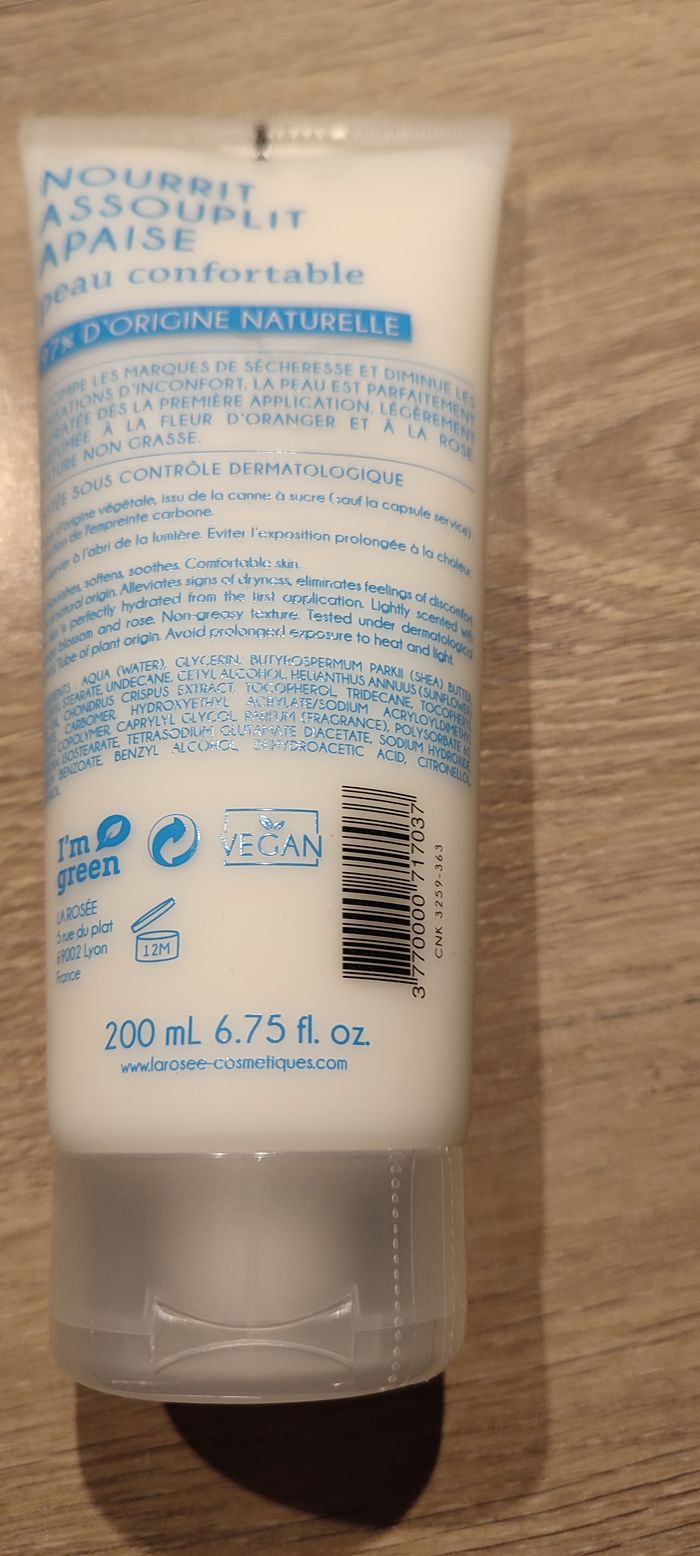 NOURRIT
ASSOUPLIT
APAISE
peau confortable
97% D'ORIGINE NATURELLE
LES MARQUES DE SÉCHERESSE ET DIMINUE LES
D'INCONFORT. LA PEAU EST PARFAITEMENT
DÈS LA PREMIÈRE APPLICATION. LÉGÈREMENT
À LA FLEUR D'ORANGER ET À LA ROSE
NON GRASSE.
SOUS CONTRÔLE DERMATOLOGIQUE
d'origine végétale, issu de la canne à sucre (sauf la capsule service).
de l'empreinte carbone.
à l'abri de la lumière. Éviter l'exposition prolongée à la chaleur.
softens, soothes. Comfortable skin.
natural origin. Alleviates signs of dryness, eliminates feelings of discomfort.
is perfectly hydrated from the first application. Lightly scented with
blossom and rose. Non-greasy texture. Tested under dermatological
Tube of plant origin. Avoid prolonged exposure to heat and light.
: AQUA (WATER), GLYCERIN, BUTYROSPERMUM PARKII (SHEA) BUTTER,
STEARATE, UNDECANE, CETYL ALCOHOL, HELIANTHUS ANNUUS (SUNFLOWER)
CHONDRUS CRISPUS EXTRACT, TOCOPHEROL, TRIDECANE, TOCOPHERYL
CARBOMER, HYDROXYETHYL ACRYLATE/SODIUM ACRYLOYLDIMETHYL
COPOLYMER, CAPRYLYL GLYCOL, PARFUM (FRAGRANCE), POLYSORBATE 60,
ISOSTEARATE, TETRASODIUM GLUTAMATE DIACETATE, SODIUM HYDROXIDE,
BENZOATE, BENZYL ALCOHOL, DEHYDROACETIC ACID, CITRONELLOL,
I'm
green
VEGAN
LA ROSÉE
5 rue du plat
69002 Lyon
France
12M
3 770000 717037
CNK 3259-363
200 mL 6.75 fl. oz.
www.larosee-cosmetiques.com